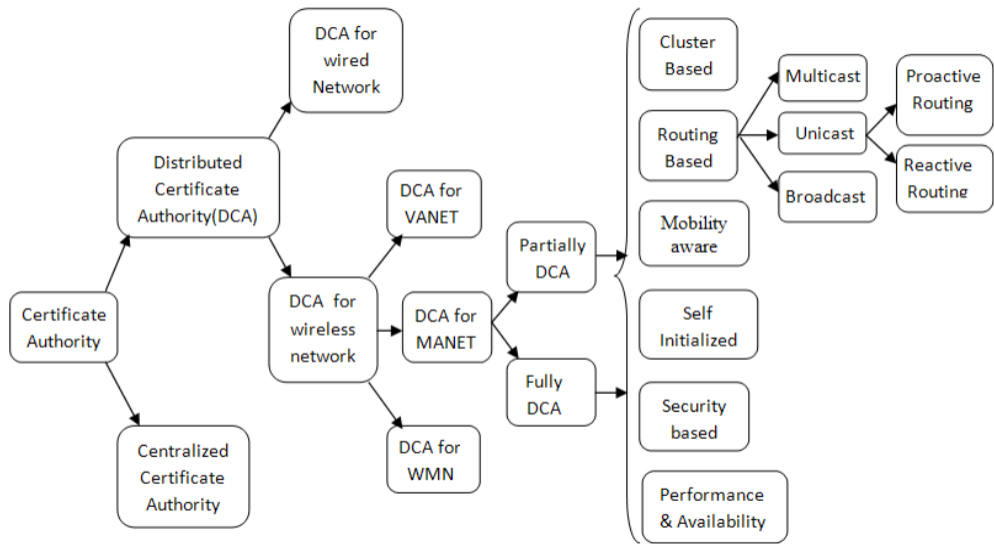 DCA for
wired
Network
Distributed
Certificate
Authority(DCA)
Certificate
Authority
Centralized
Certificate
Authority
DCA for
VANET
DCA for
wireless
network
DCA for
MANET
DCA for
WMN
Partially
DCA
Fully
DCA
Cluster
Based
Routing
Based
Mobility
aware
Self
Initialized
Security
based
Performance
& Availability
Multicast
Unicast
Broadcast
Proactive
Routing
Reactive
Routing